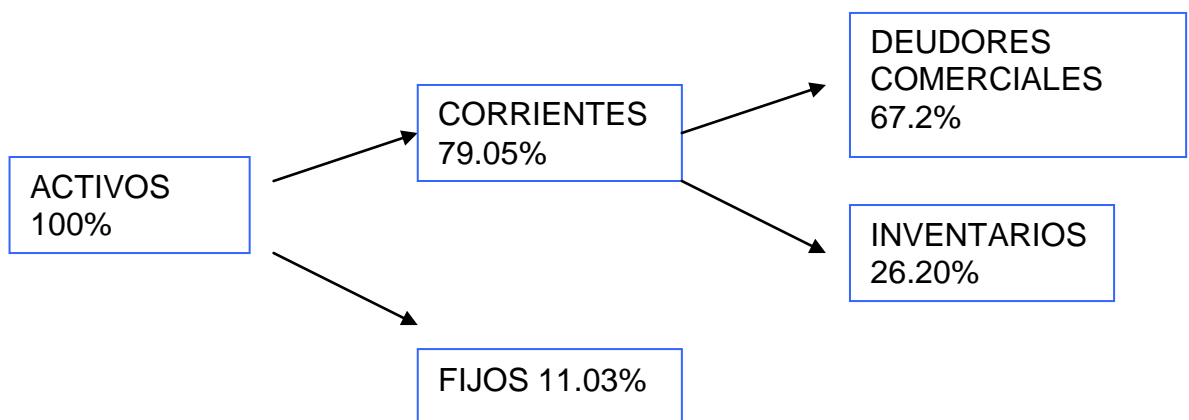 ACTIVOS
100%
CORRIENTES
79.05%
FIJOS 11.03%
DEUDORES
COMERCIALES
67.2%
INVENTARIOS
26.20%